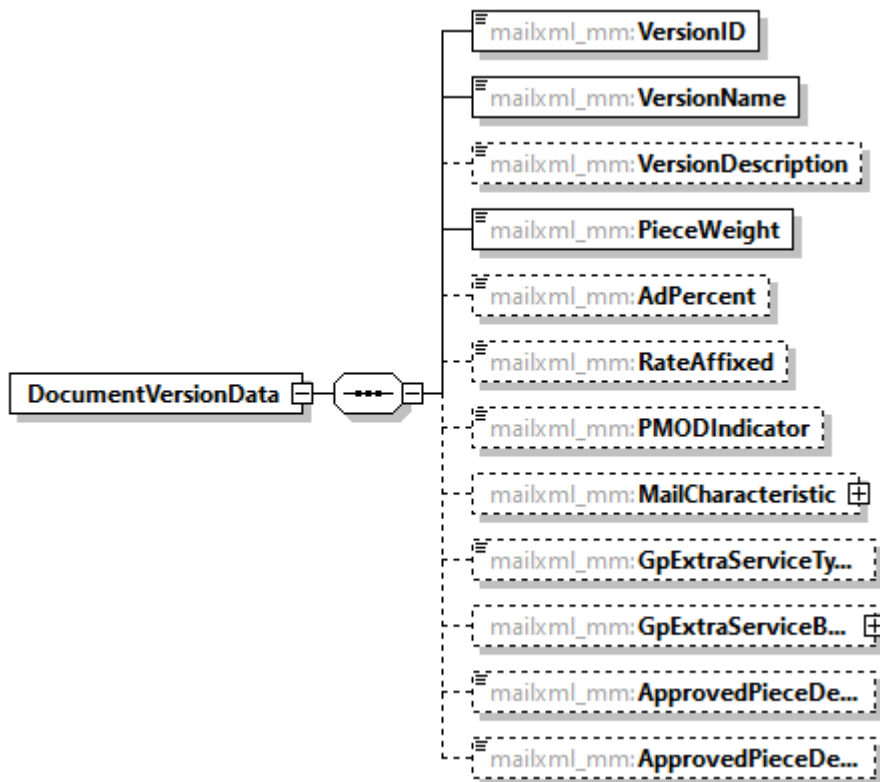 mailxml_mm:VersionID
mailxml_mm:VersionName
mailxml_mm:VersionDescription
mailxml_mm:PieceWeight
mailxml_mm:AdPercent
mailxml_mm:RateAffixed
DocumentVersionData
mailxml_mm:PMODIndicator
mailxml_mm:MailCharacteristic
mailxml_mm:GpExtraServiceTy...
mailxml_mm:GpExtraServiceB...
mailxml_mm:ApprovedPieceDe...
mailxml_mm:ApprovedPieceDe...